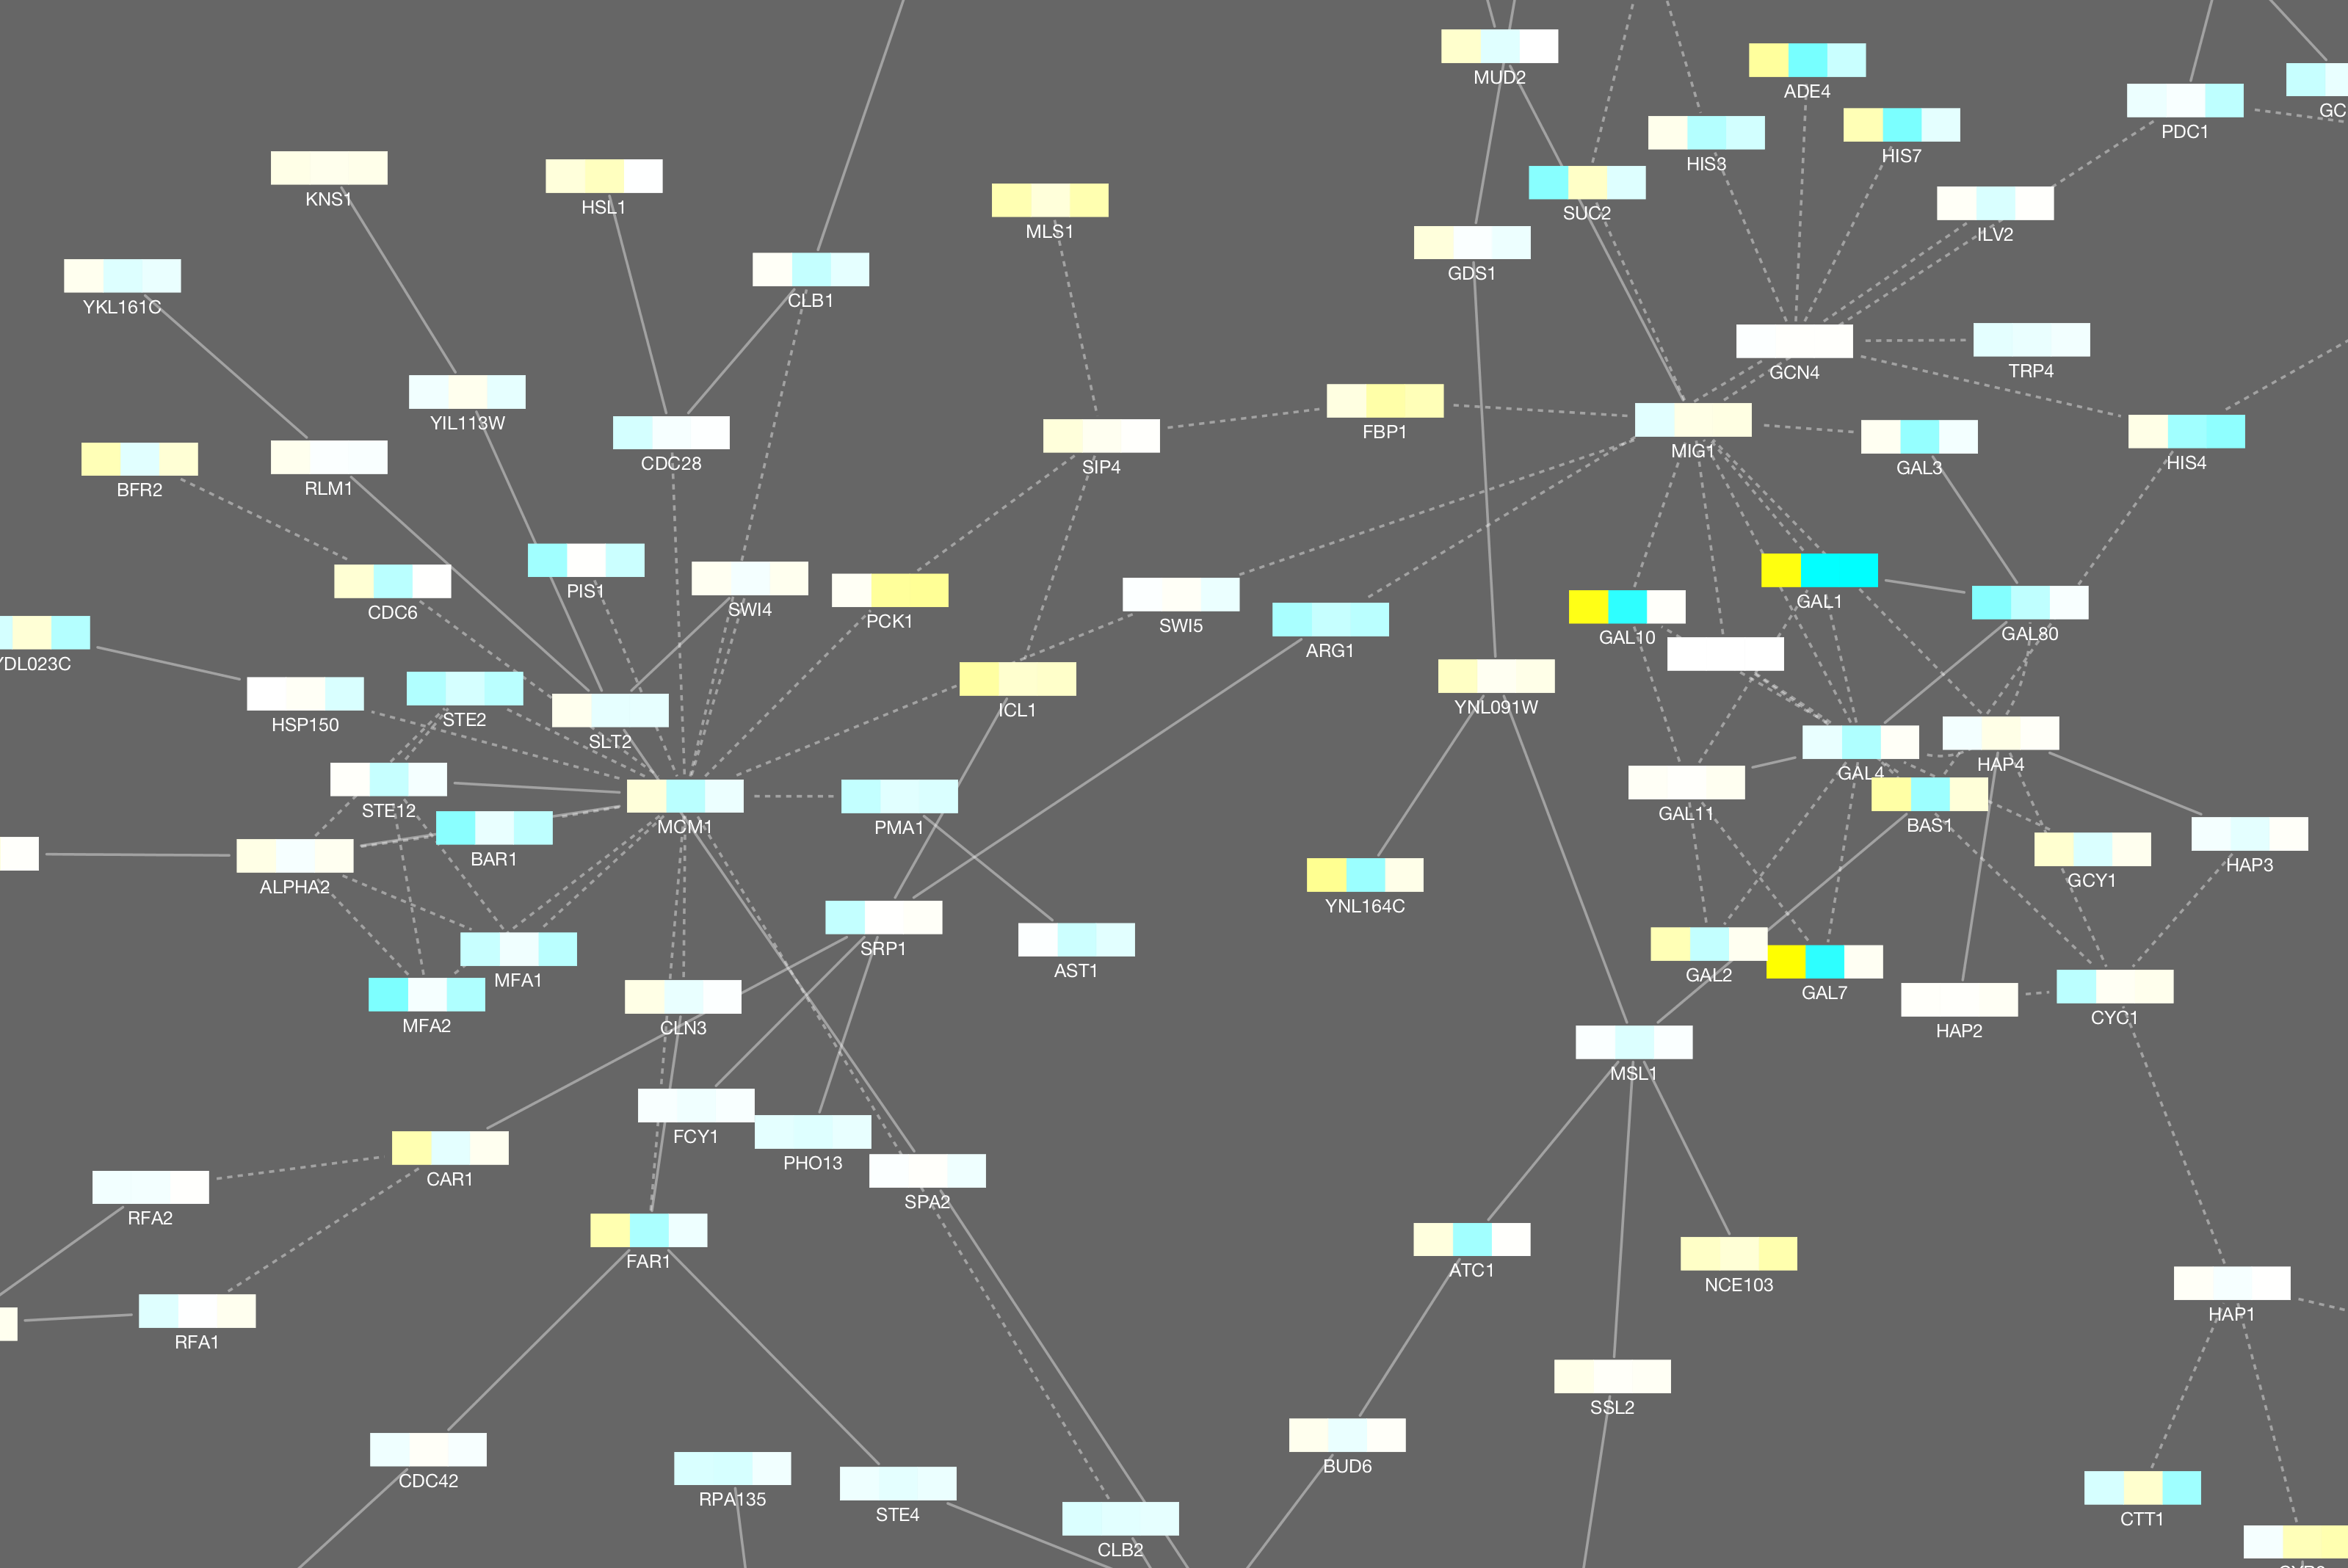 MUD2
ADE4
GC
PDC1
HIS3
HIS7
KNS1
HSL1
SUC2
MLS1
ILV2
GDS1
CLB1
YKL161C
GCN4
TRP4
YIL113W
FBP1
MIG1
CDC28
SIP4
GAL3
HIS4
BFR2
RLM1
PIS1
GAL1
CDC6
SWI4
PCK1
SWI5
GAL10
GAL80
ARG1
YDL023C
HSP150
STE2
ICL1
YNL091W
SLT2
HAP4
GAL4
STE12
GAL11
MCM1
PMA1
BAS1
BAR1
HAP3
GCY1
ALPHA2
YNL164C
SRP1
AST1
GAL2
MFA1
GAL7
MFA2
CLN3
HAP2
CYC1
MSL1
FCY1
PHO13
CAR1
SPA2
RFA2
FAR1
ATC1
NCE103
HAP1
RFA1
SSL2
BUD6
CDC42
RPA135
STE4
CTT1
CLB2